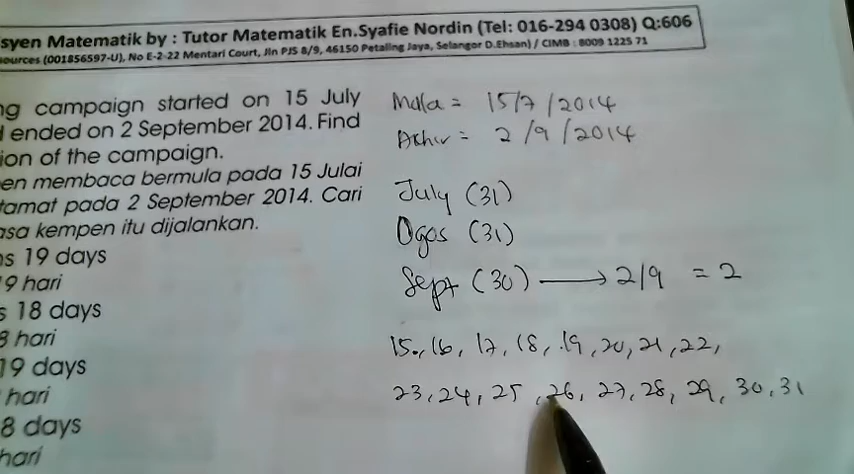 syen Matematik by : Tutor Matematik En.Syafie Nordin (Tel: 016-294 0308) Q:606
sources (001856597-U), No E-2-22 Mentari Court, Jln PJS 8/9, 46150 Petaling Jaya, Selangor D.Ehsan) / CIMB : 8009 1225 71
ng campaign started on 15 July
ended on 2 September 2014. Find
ion of the campaign.
en membaca bermula pada 15 Julai
tamat pada 2 September 2014. Cari
asa kempen itu dijalankan.
s 19 days
9 hari
s 18 days
8 hari
19 days
hari
8 days
hari
Mula = 15/7/2014
Akhir = 2/9/2014
July (31)
Ogos (31)
Sept (30) → 2/9 = 2
15, 16, 17, 18, 19, 20, 21, 22,
23, 24, 25, 26, 27, 28, 29, 30, 31